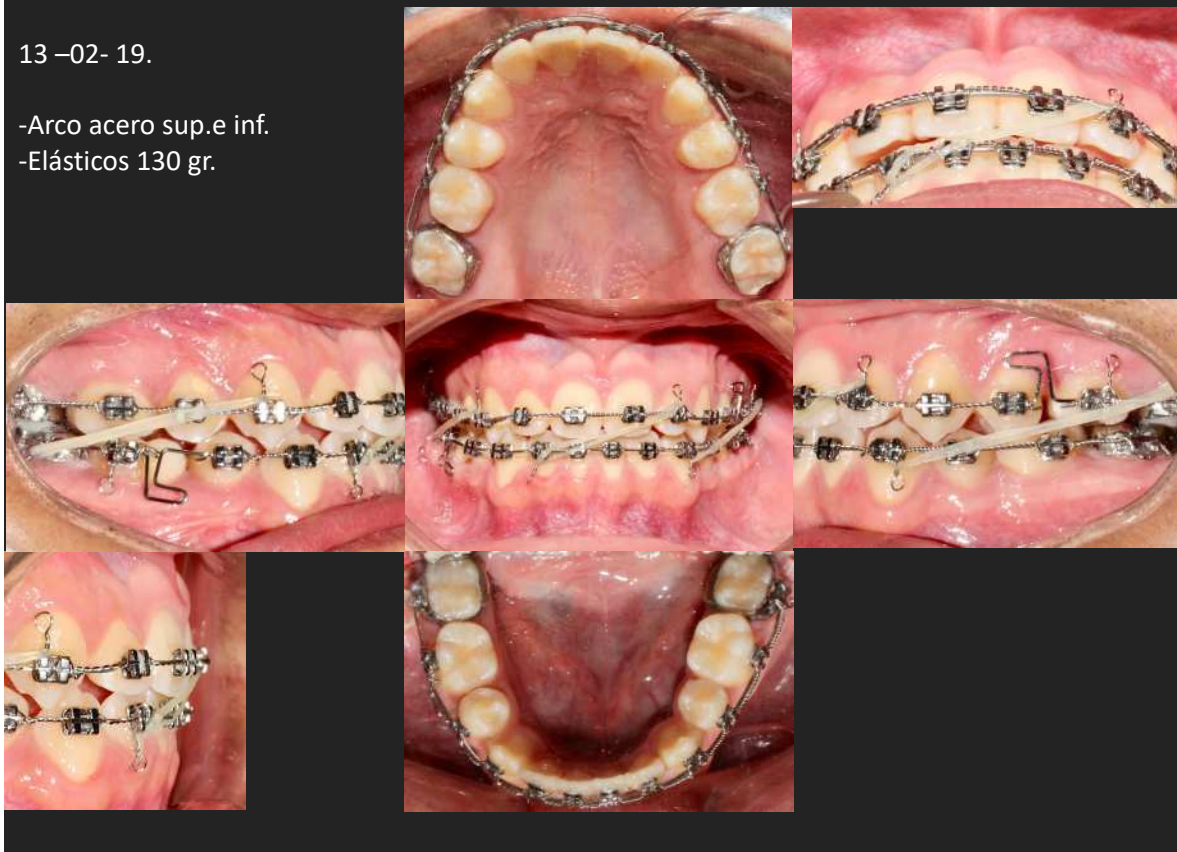 13 –02- 19.
-Arco acero sup.e inf.
-Elásticos 130 gr.